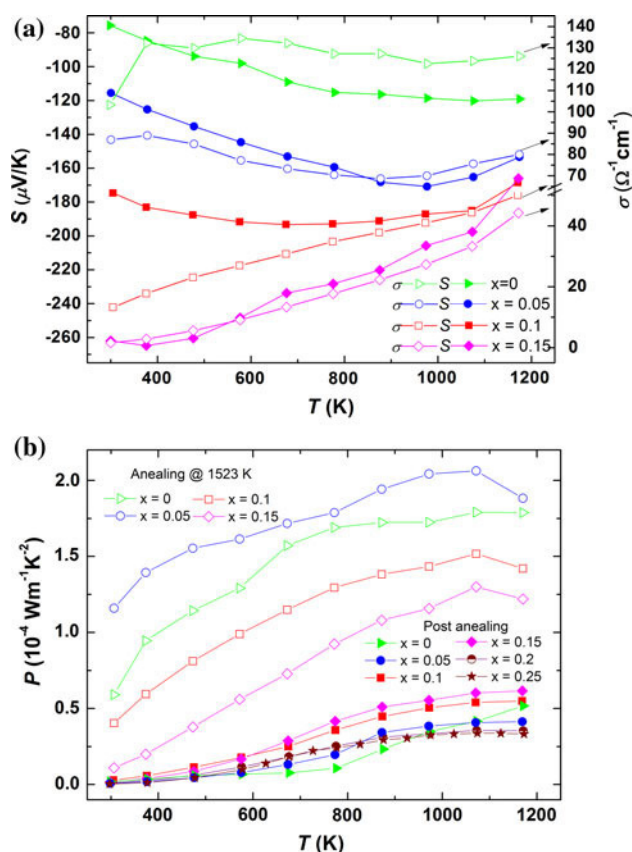 (a)
-80
-100
-120
-140
-160
-180
-200
-220
-240
-260
S (μV/K)
140
130
120
110
100
90
80
70
60
40
20
0
σ (Ω⁻¹cm⁻¹)
σ S x=0
σ S x = 0.05
σ S x = 0.1
σ S x = 0.15
400 600 800 1000 1200
T (K)
(b)
2.0
1.5
1.0
0.5
0.0
P (10⁻⁴ Wm⁻¹K⁻²)
Anealing @ 1523 K
x = 0 x = 0.1
x = 0.05 x = 0.15
Post anealing
x = 0 x = 0.15
x = 0.05 x = 0.2
x = 0.1 x = 0.25
400 600 800 1000 1200
T (K)